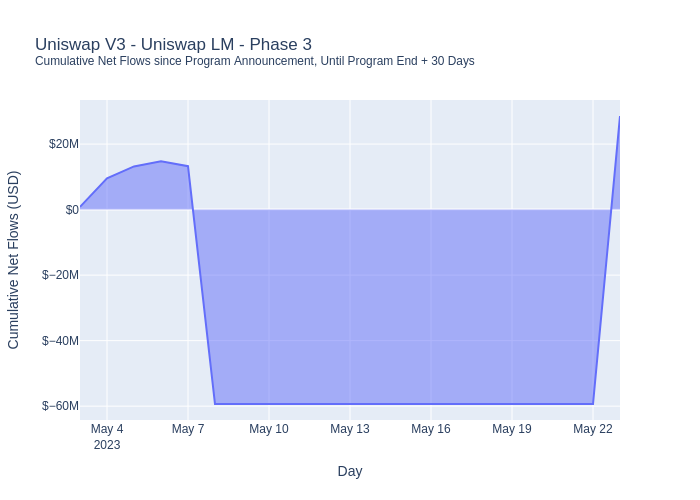 Uniswap V3 - Uniswap LM - Phase 3
Cumulative Net Flows since Program Announcement, Until Program End + 30 Days
Cumulative Net Flows (USD)
$20M
$0
$−20M
$−40M
$−60M
May 4
2023
May 7
May 10
May 13
May 16
May 19
May 22
Day